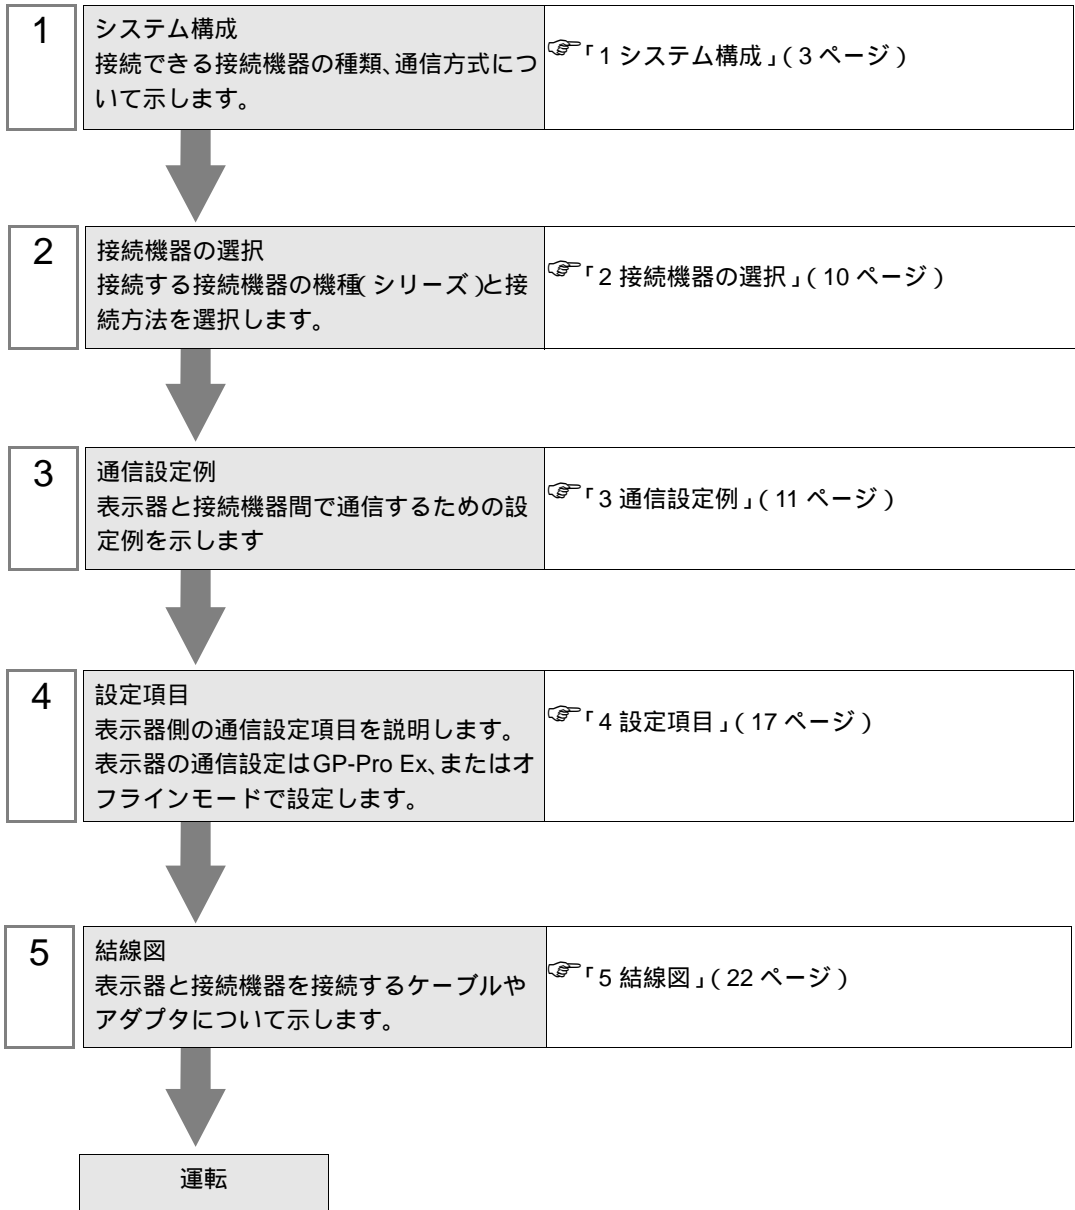 1
システム構成
接続できる接続機器の種類、通信方式につ
いて示します。
☞「1 システム構成」(3 ページ)
2
接続機器の選択
接続する接続機器の機種(シリーズ)と接
続方法を選択します。
☞「2 接続機器の選択」(10 ページ)
3
通信設定例
表示器と接続機器間で通信するための設
定例を示します
☞「3 通信設定例」(11 ページ)
4
設定項目
表示器側の通信設定項目を説明します。
表示器の通信設定はGP-Pro Ex、またはオ
フラインモードで設定します。
☞「4 設定項目」(17 ページ)
5
結線図
表示器と接続機器を接続するケーブルや
アダプタについて示します。
☞「5 結線図」(22 ページ)
運転